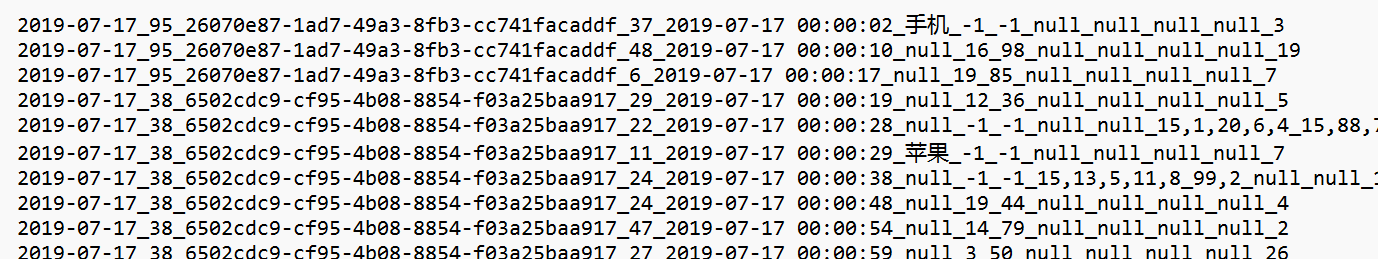 2019-07-17_95_26070e87-1ad7-49a3-8fb3-cc741facaddf_37_2019-07-17 00:00:02_手机_-1_-1_null_null_null_null_3
2019-07-17_95_26070e87-1ad7-49a3-8fb3-cc741facaddf_48_2019-07-17 00:00:10_null_16_98_null_null_null_null_19
2019-07-17_95_26070e87-1ad7-49a3-8fb3-cc741facaddf_6_2019-07-17 00:00:17_null_19_85_null_null_null_null_7
2019-07-17_38_6502cdc9-cf95-4b08-8854-f03a25baa917_29_2019-07-17 00:00:19_null_12_36_null_null_null_null_5
2019-07-17_38_6502cdc9-cf95-4b08-8854-f03a25baa917_22_2019-07-17 00:00:28_null_-1_-1_null_null_15,1,20,6,4_15,88,7
2019-07-17_38_6502cdc9-cf95-4b08-8854-f03a25baa917_11_2019-07-17 00:00:29_苹果_-1_-1_null_null_null_null_7
2019-07-17_38_6502cdc9-cf95-4b08-8854-f03a25baa917_24_2019-07-17 00:00:38_null_-1_-1_15,13,5,11,8_99,2_null_null_1
2019-07-17_38_6502cdc9-cf95-4b08-8854-f03a25baa917_24_2019-07-17 00:00:48_null_19_44_null_null_null_null_4
2019-07-17_38_6502cdc9-cf95-4b08-8854-f03a25baa917_47_2019-07-17 00:00:54_null_14_79_null_null_null_null_2
2019-07-17_38_6502cdc9-cf95-4b08-8854-f03a25baa917_27_2019-07-17 00:00:59_null_3_50_null_null_null_null_26